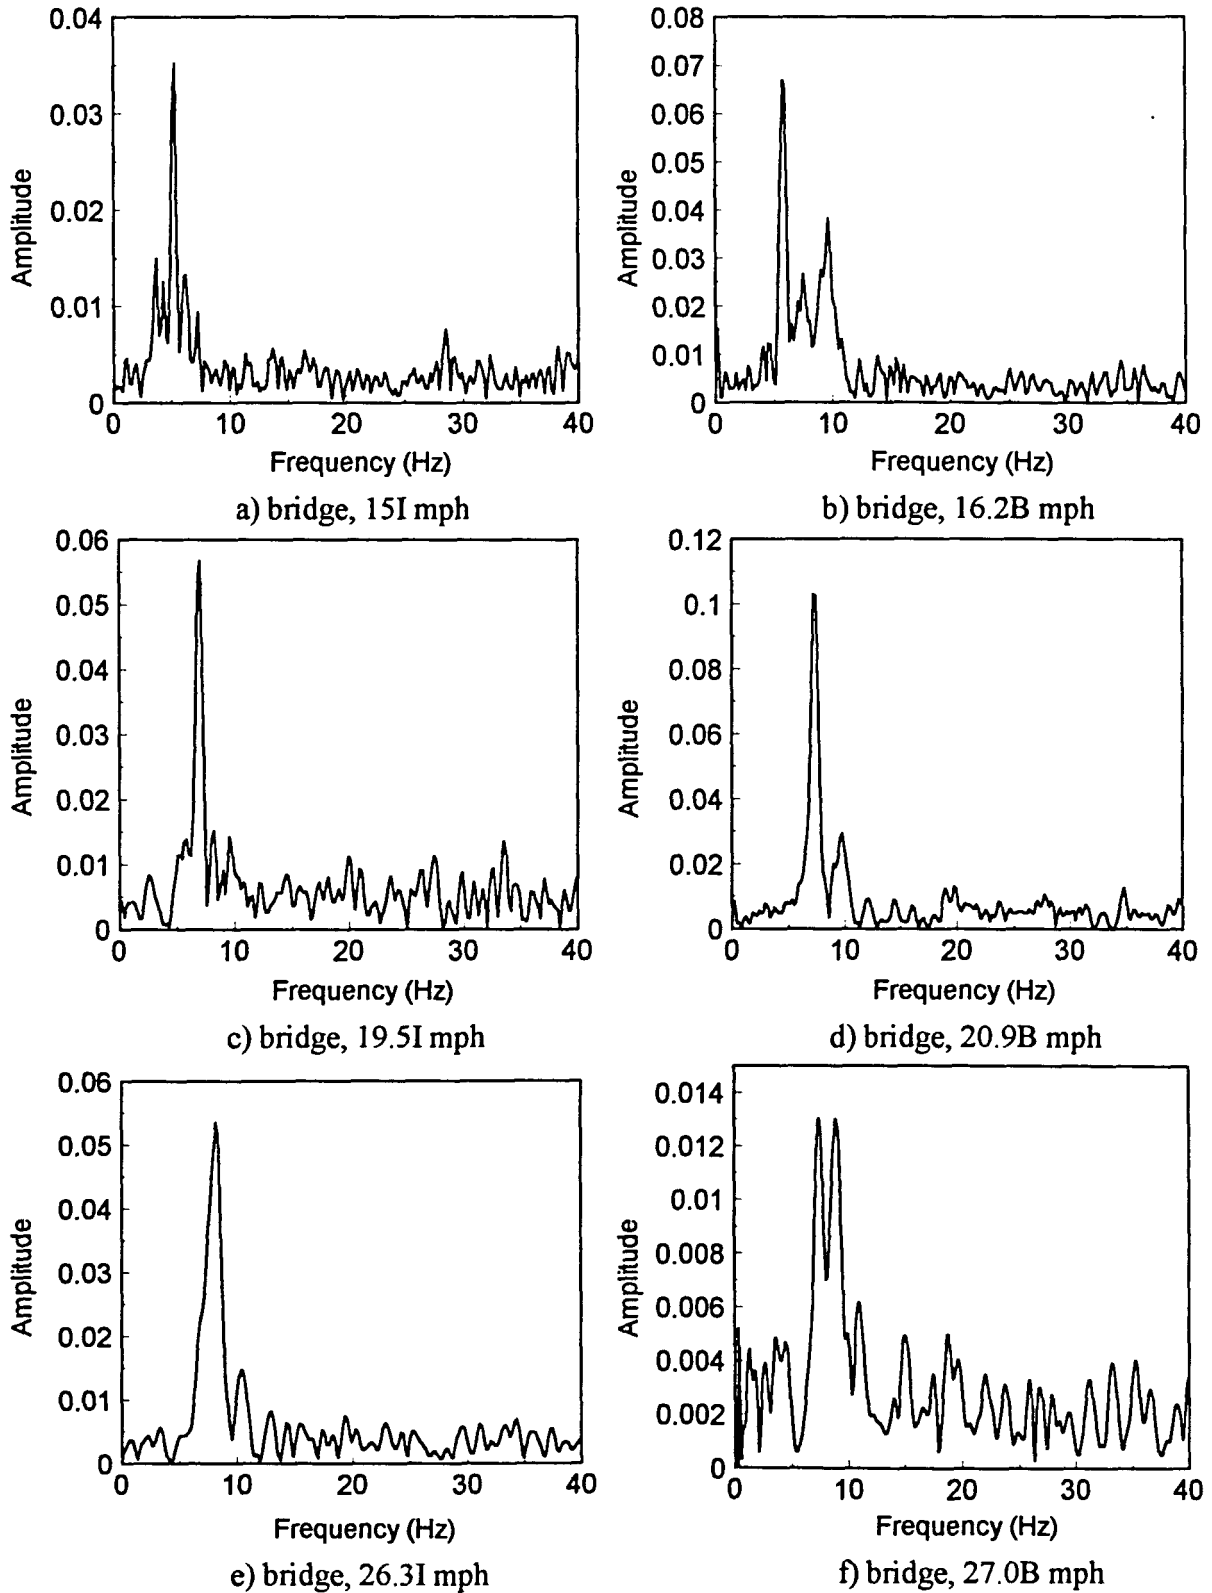 0.04
0.03
0.02
0.01
0
Amplitude
0 10 20 30 40
Frequency (Hz)
a) bridge, 15I mph
0.08
0.07
0.06
0.05
0.04
0.03
0.02
0.01
0
Amplitude
0 10 20 30 40
Frequency (Hz)
b) bridge, 16.2B mph
0.06
0.05
0.04
0.03
0.02
0.01
0
Amplitude
0 10 20 30 40
Frequency (Hz)
c) bridge, 19.5I mph
0.12
0.1
0.08
0.06
0.04
0.02
0
Amplitude
0 10 20 30 40
Frequency (Hz)
d) bridge, 20.9B mph
0.06
0.05
0.04
0.03
0.02
0.01
0
Amplitude
0 10 20 30 40
Frequency (Hz)
e) bridge, 26.3I mph
0.014
0.012
0.01
0.008
0.006
0.004
0.002
0
Amplitude
0 10 20 30 40
Frequency (Hz)
f) bridge, 27.0B mph